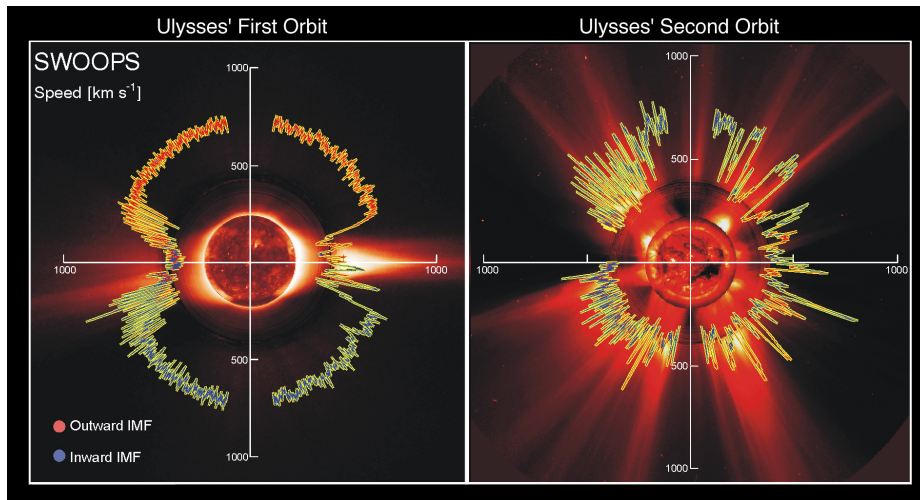 Ulysses' First Orbit
Ulysses' Second Orbit
SWOOPS
Speed [km s-1]
1000
500
1000
1000
500
1000
Outward IMF
Inward IMF
1000
500
1000
1000
500
1000